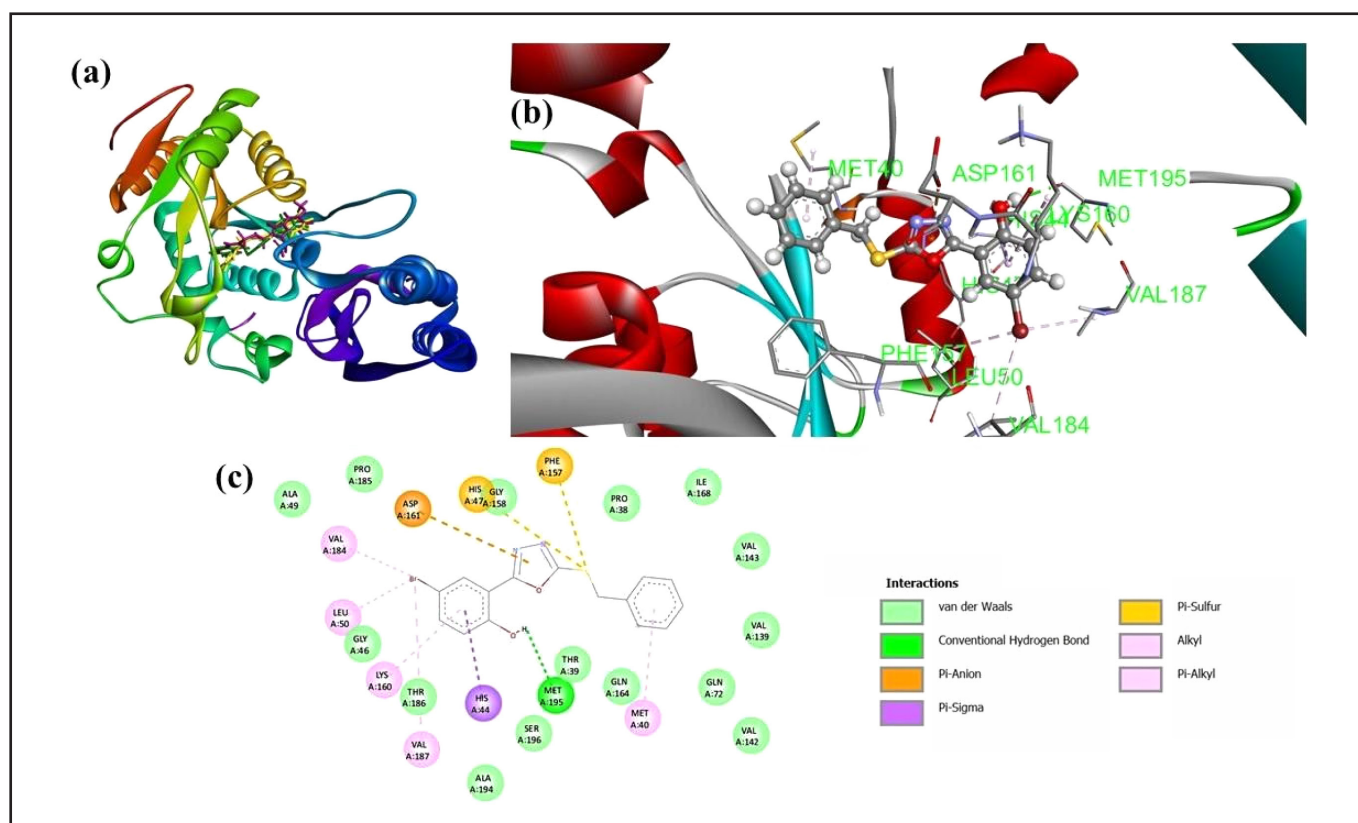 (a)
(b)
MET40
ASP161
MET195
LYS160
VAL187
PHE157
LEU50
VAL184
(c)
PRO
A:185
ALA
A:49
ASP
A:161
HIS
A:47
GLY
A:158
PHE
A:157
PRO
A:38
ILE
A:168
VAL
A:184
VAL
A:143
N
N
O
Br
LEU
A:50
GLY
A:46
LYS
A:160
THR
A:186
VAL
A:187
HIS
A:44
O
H
MET
A:195
THR
A:39
SER
A:196
GLN
A:164
MET
A:40
VAL
A:139
GLN
A:72
VAL
A:142
ALA
A:194
Interactions
van der Waals
Conventional Hydrogen Bond
Pi-Anion
Pi-Sigma
Pi-Sulfur
Alkyl
Pi-Alkyl